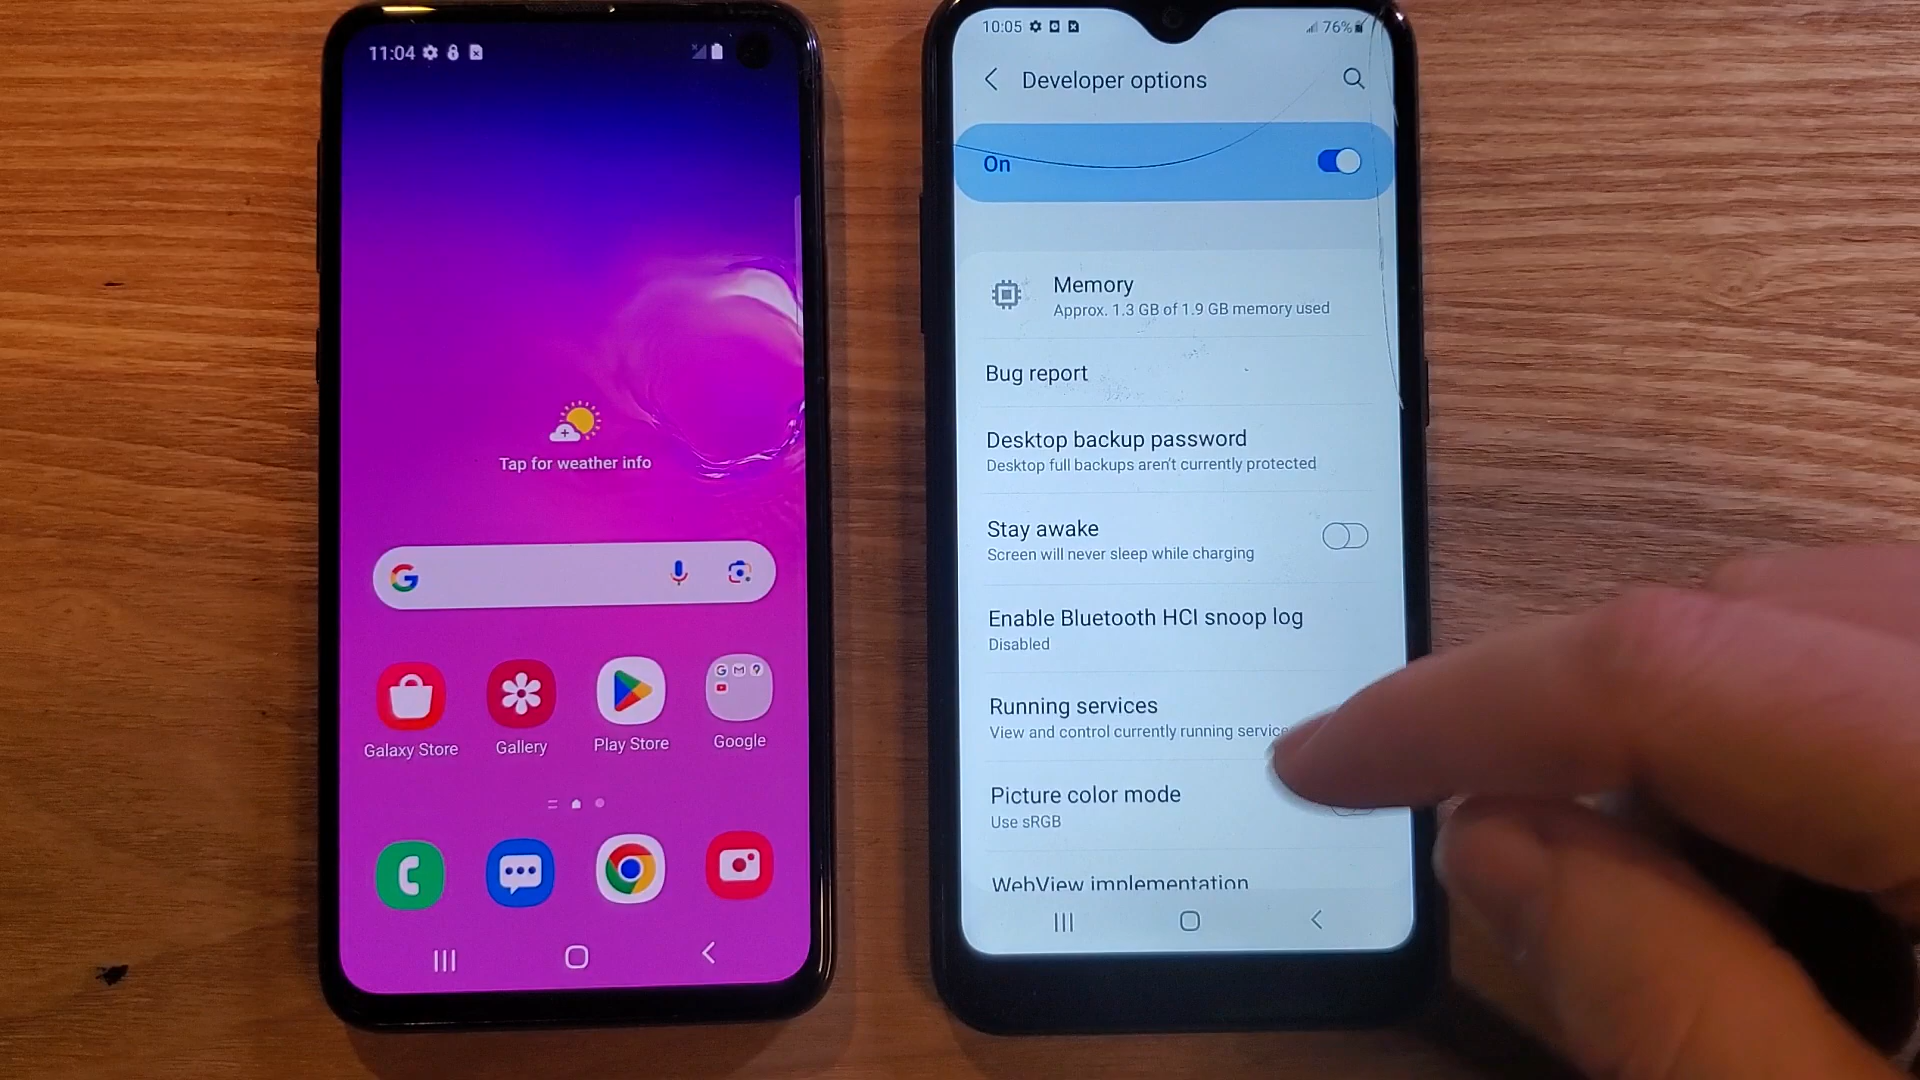 11:04
Tap for weather info
Galaxy Store
Gallery
Play Store
Google
10:05
76%
Developer options
On
Memory
Approx. 1.3 GB of 1.9 GB memory used
Bug report
Desktop backup password
Desktop full backups aren't currently protected
Stay awake
Screen will never sleep while charging
Enable Bluetooth HCI snoop log
Disabled
Running services
View and control currently running service
Picture color mode
Use sRGB
WebView implementation